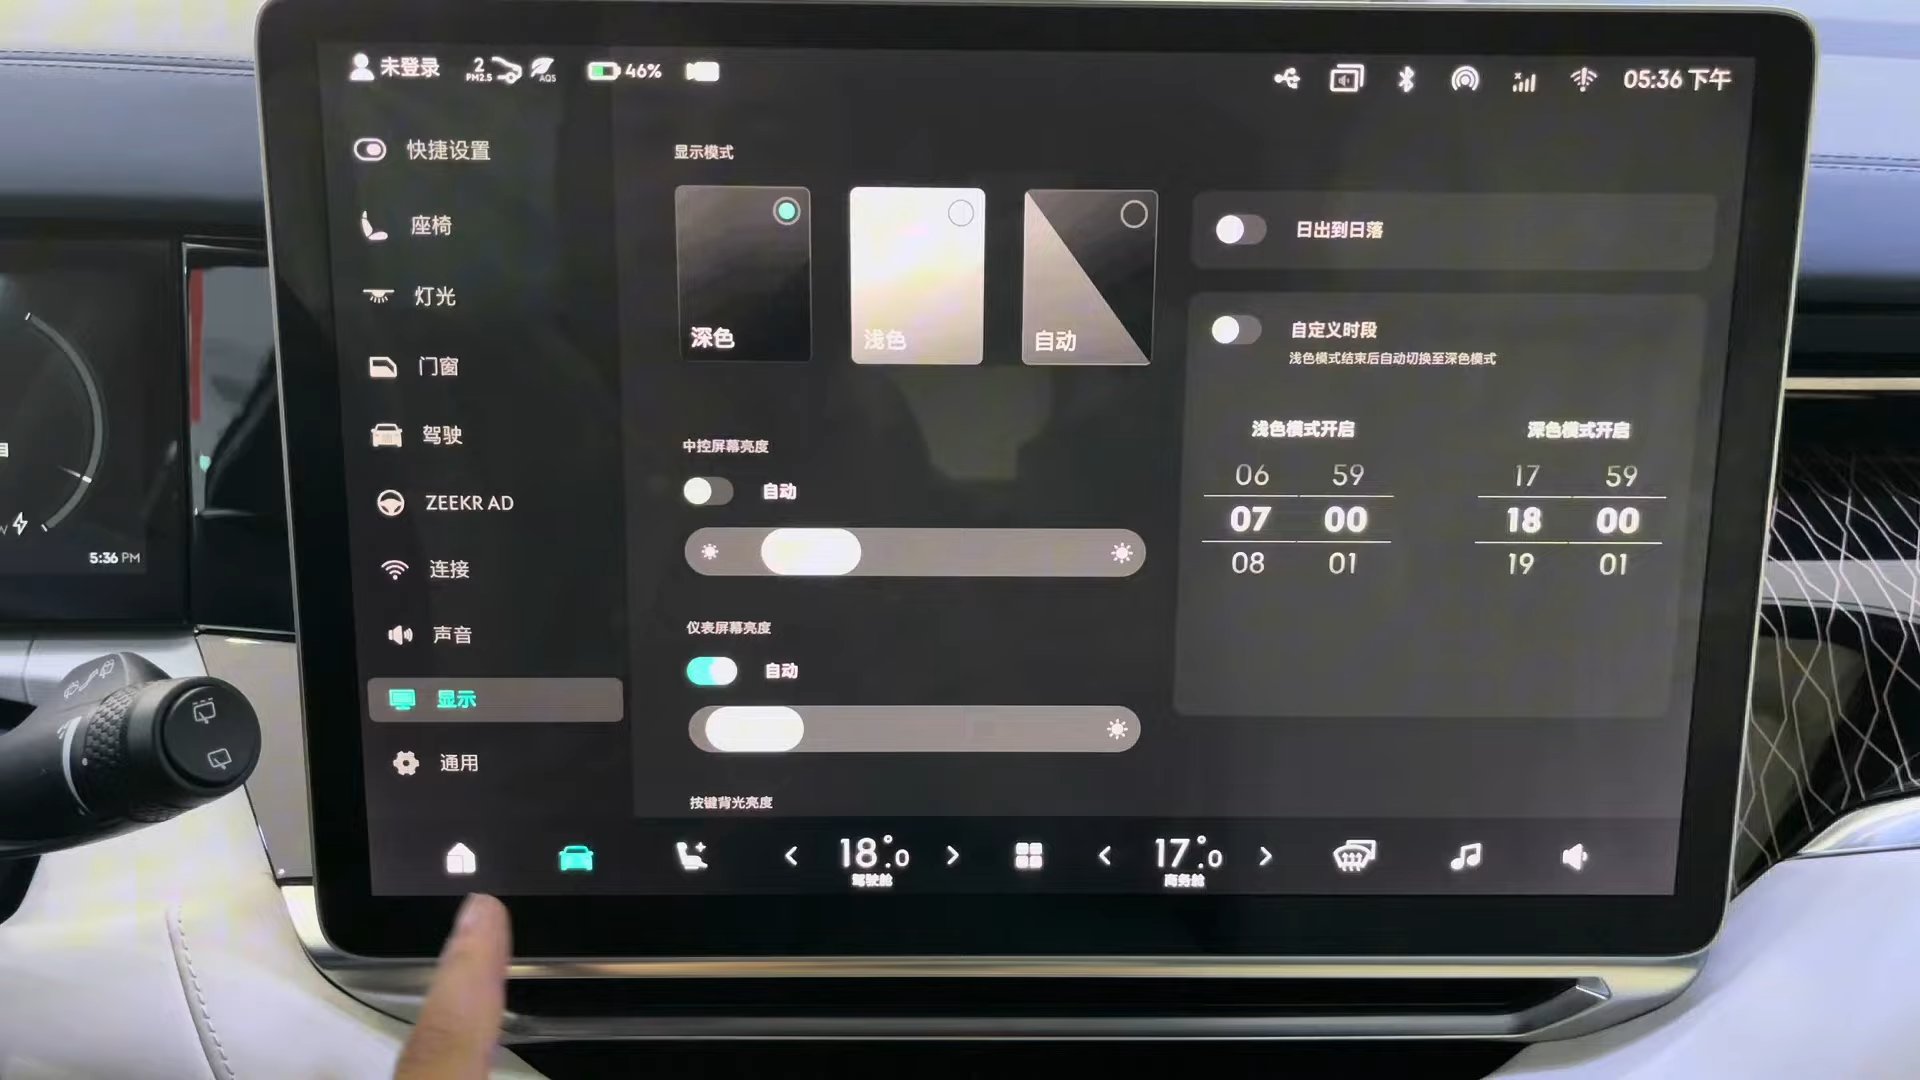 未登录
2
PM2.5
AQS
46%
05:36 下午
快捷设置
座椅
灯光
门窗
驾驶
ZEEKR AD
连接
声音
显示
通用
显示模式
深色
浅色
自动
中控屏幕亮度
自动
仪表屏幕亮度
自动
按键背光亮度
日出到日落
自定义时段
浅色模式结束后自动切换至深色模式
浅色模式开启
深色模式开启
06 59
17 59
07 00
18 00
08 01
19 01
18.0
驾驶舱
17.0
商务舱
5:36 PM